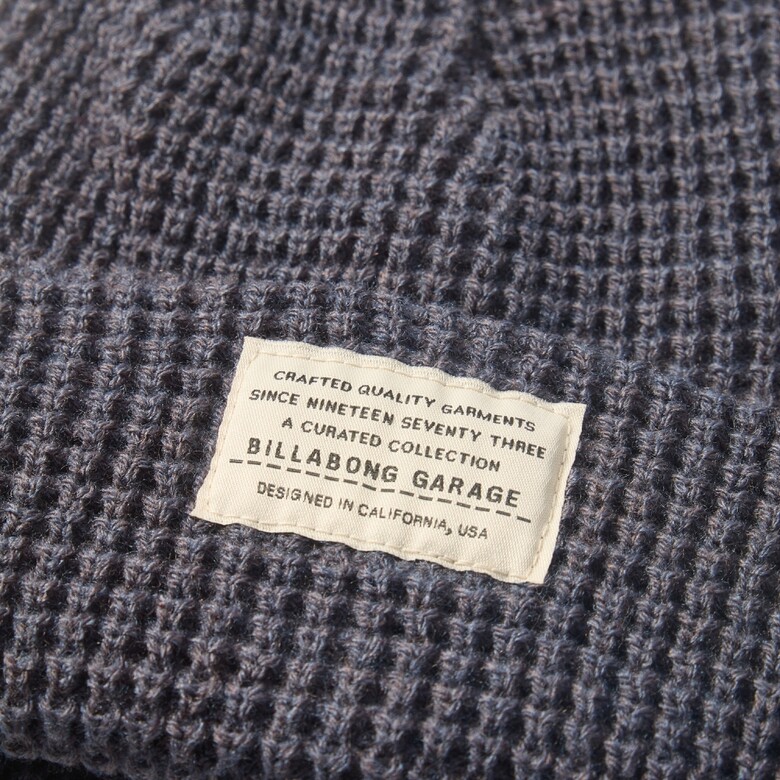 CRAFTED QUALITY GARMENTS
SINCE NINETEEN SEVENTY THREE
A CURATED COLLECTION
BILLABONG GARAGE
DESIGNED IN CALIFORNIA, USA